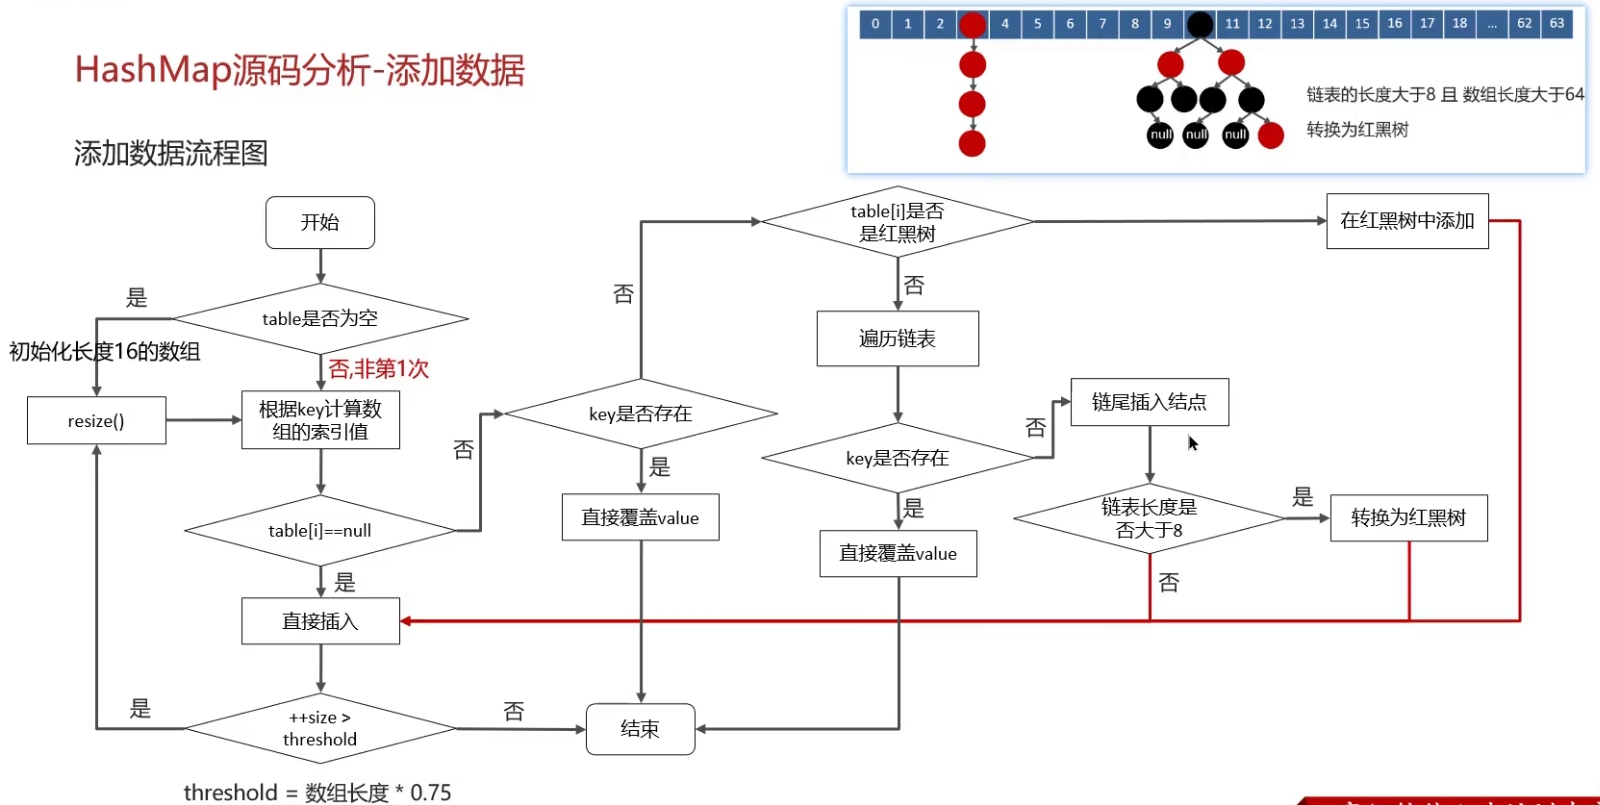 0 1 2 4 5 6 7 8 9 11 12 13 14 15 16 17 18 ... 62 63
HashMap源码分析-添加数据
链表的长度大于8 且 数组长度大于64
转换为红黑树
null null null
添加数据流程图
开始
table是否为空
是
初始化长度16的数组
否,非第1次
resize()
根据key计算数
组的索引值
table[i]==null
否
是
直接插入
++size >
threshold
是
否
结束
threshold = 数组长度 * 0.75
key是否存在
否
是
直接覆盖value
table[i]是否
是红黑树
在红黑树中添加
否
遍历链表
key是否存在
否
是
直接覆盖value
链尾插入结点
链表长度是
否大于8
是
转换为红黑树
否